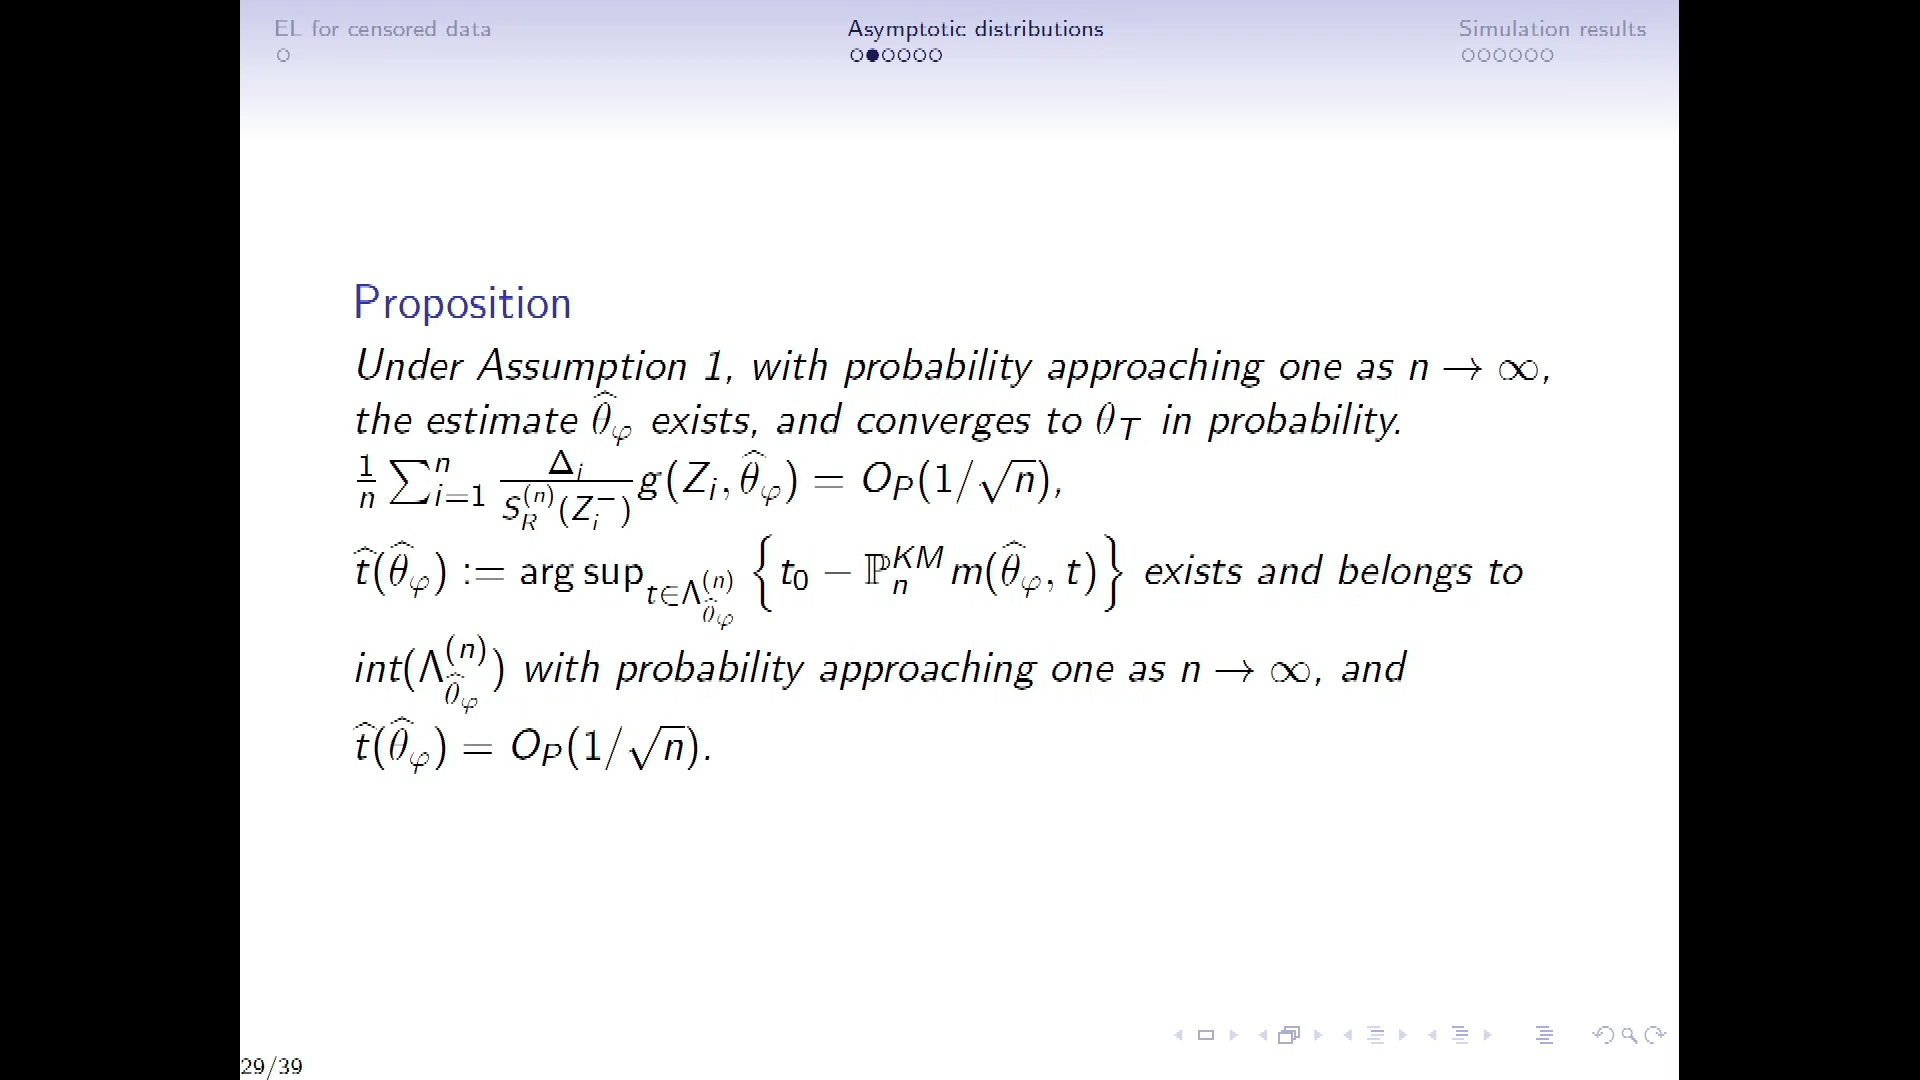 EL for censored data
Asymptotic distributions
Simulation results
Proposition
Under Assumption 1, with probability approaching one as n → ∞,
the estimate θ̂_φ exists, and converges to θ_T in probability.
1/n ∑_{i=1}^n Δ_i / S_R^{(n)}(Z_i^−) g(Z_i, θ̂_φ) = O_P(1/√n),
t̂(θ̂_φ) := arg sup_{t∈Λ_{θ̂_φ}^{(n)}} {t_0 − ℙ_n^{KM} m(θ̂_φ, t)} exists and belongs to
int(Λ_{θ̂_φ}^{(n)}) with probability approaching one as n → ∞, and
t̂(θ̂_φ) = O_P(1/√n).
29/39